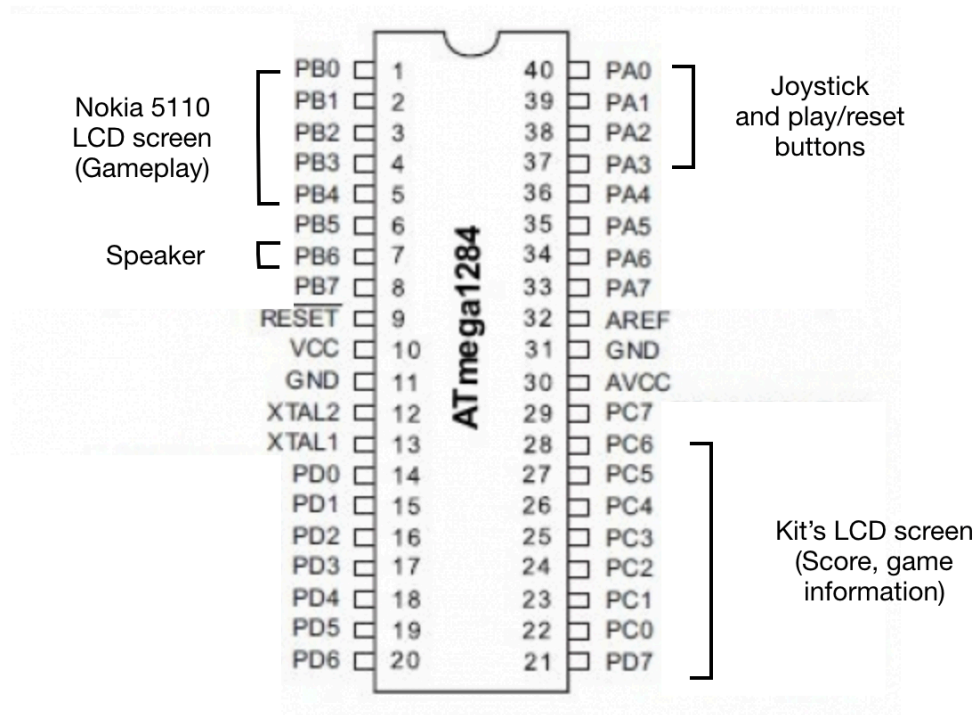 Nokia 5110
LCD screen
(Gameplay)
Speaker
PB0 1
PB1 2
PB2 3
PB3 4
PB4 5
PB5 6
PB6 7
PB7 8
RESET 9
VCC 10
GND 11
XTAL2 12
XTAL1 13
PD0 14
PD1 15
PD2 16
PD3 17
PD4 18
PD5 19
PD6 20
ATmega1284
40 PA0
39 PA1
38 PA2
37 PA3
36 PA4
35 PA5
34 PA6
33 PA7
32 AREF
31 GND
30 AVCC
29 PC7
28 PC6
27 PC5
26 PC4
25 PC3
24 PC2
23 PC1
22 PC0
21 PD7
Joystick
and play/reset
buttons
Kit’s LCD screen
(Score, game
information)